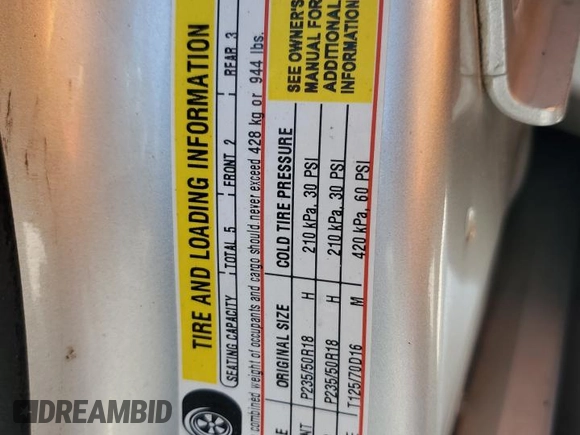 TIRE AND LOADING INFORMATION
SEATING CAPACITY TOTAL 5 FRONT 2 REAR 3
combined weight of occupants and cargo should never exceed 428 kg or 944 lbs.
ORIGINAL SIZE COLD TIRE PRESSURE
P235/50R18 H 210 kPa, 30 PSI
P235/50R18 H 210 kPa, 30 PSI
T125/70D16 M 420 kPa, 60 PSI
SEE OWNER'S
MANUAL FOR
ADDITIONAL
INFORMATION
DREAMBID